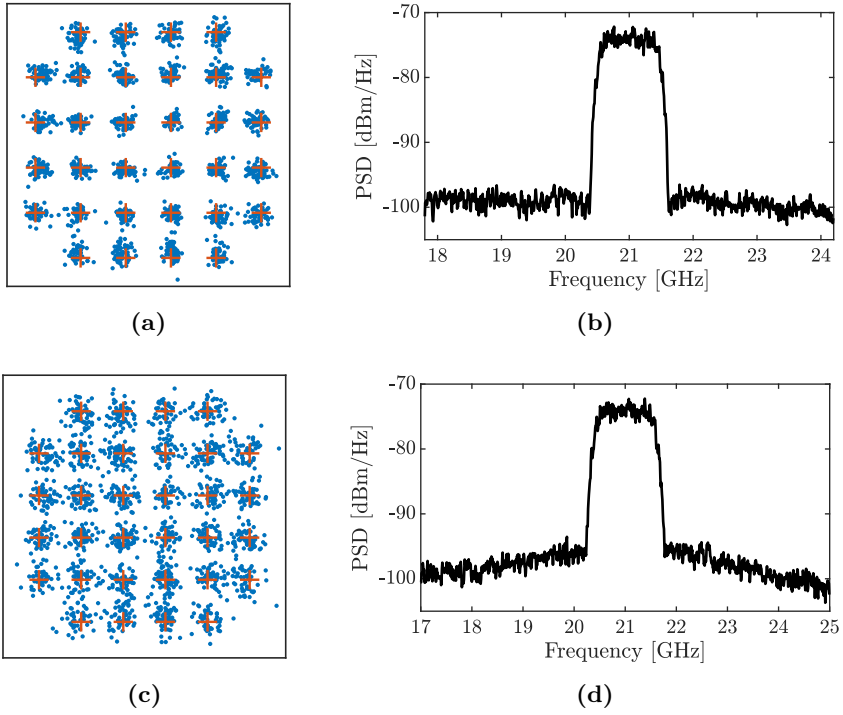 -70
-80
-90
-100
PSD [dBm/Hz]
18 19 20 21 22 23 24
Frequency [GHz]
(a)
(b)
-70
-80
-90
-100
PSD [dBm/Hz]
17 18 19 20 21 22 23 24 25
Frequency [GHz]
(c)
(d)